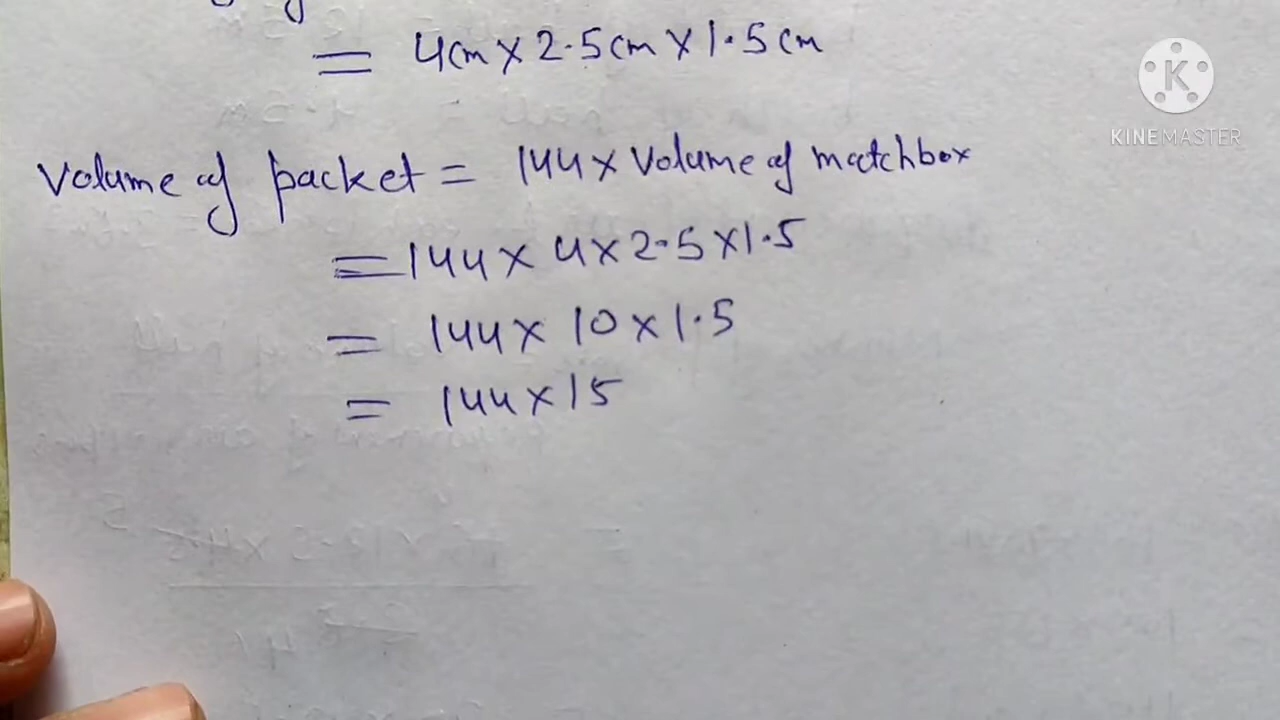 = 4cm × 2.5cm × 1.5cm
K
KINEMASTER
Volume of packet = 144 × Volume of matchbox
= 144 × 4 × 2.5 × 1.5
= 144 × 10 × 1.5
= 144 × 15